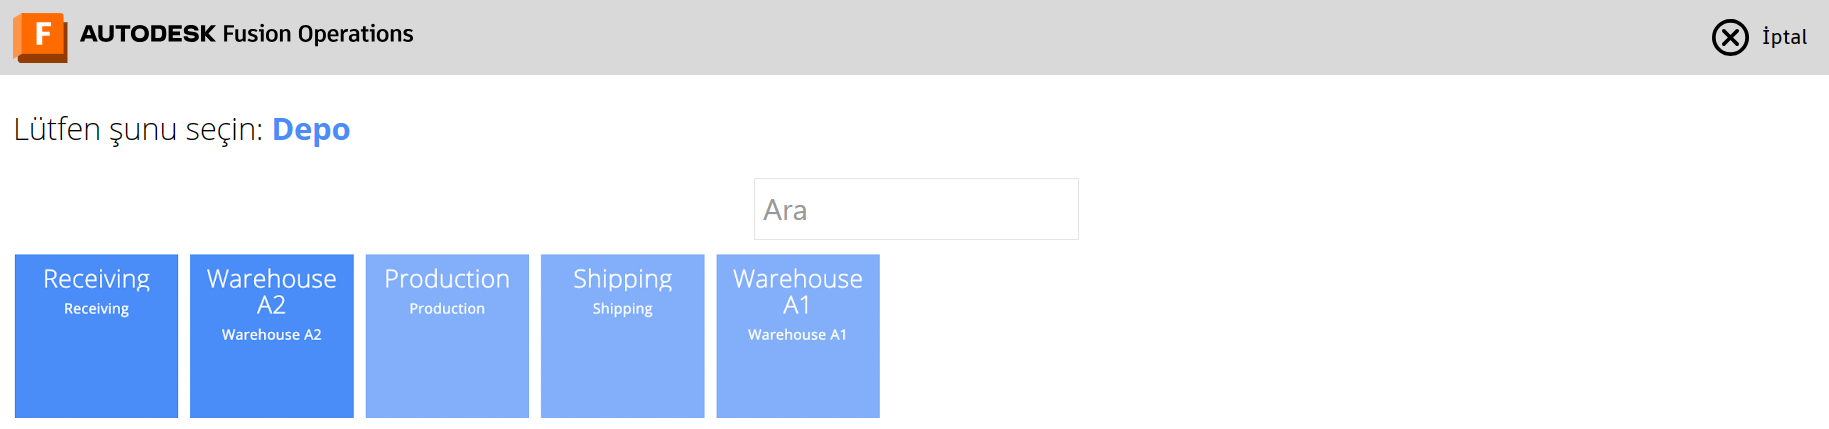 F AUTODESK Fusion Operations
İptal
Lütfen şunu seçin: Depo
Ara
Receiving
Receiving
Warehouse
A2
Warehouse A2
Production
Production
Shipping
Shipping
Warehouse
A1
Warehouse A1